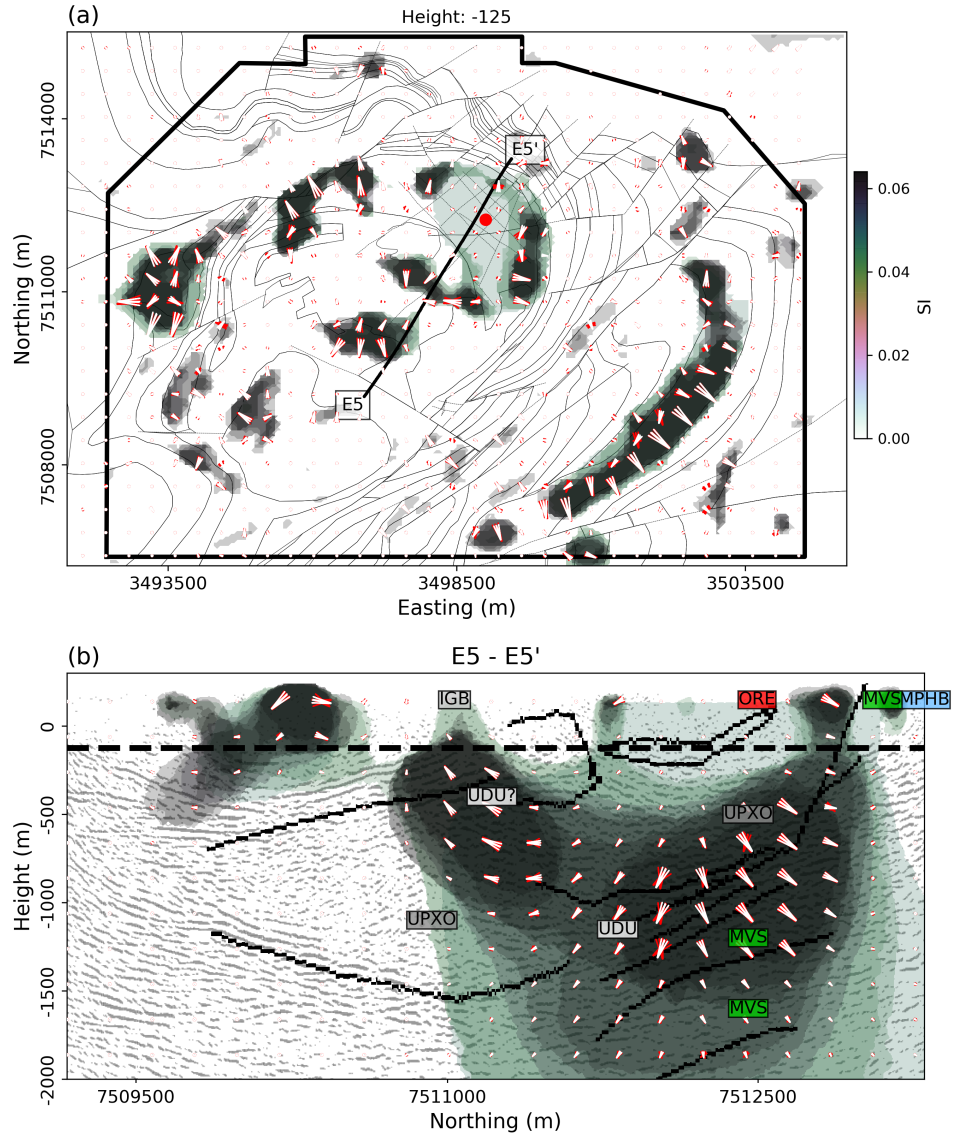 (a)
Height: -125
7514000
7511000
7508000
Northing (m)
E5'
E5
3493500
3498500
3503500
Easting (m)
0.06
0.04
0.02
0.00
SI
(b)
E5 - E5'
0
-500
-1000
-1500
-2000
Height (m)
IGB
ORE
MVS
MPHB
UDU?
UPXO
UPXO
UDU
MVS
MVS
7509500
7511000
7512500
Northing (m)